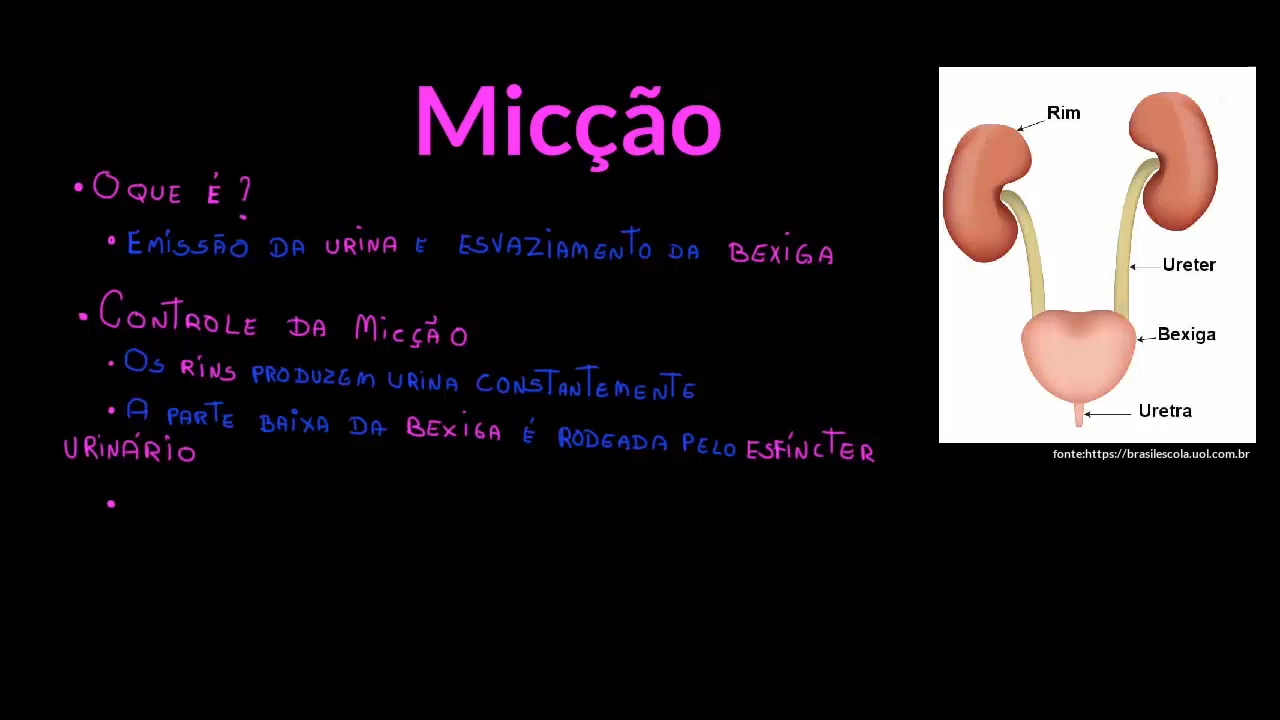 Micção
• O QUE É?
• EMISSÃO DA URINA E ESVAZIAMENTO DA BEXIGA
• CONTROLE DA MICÇÃO
• OS RINS PRODUZEM URINA CONSTANTEMENTE
• A PARTE BAIXA DA BEXIGA É RODEADA PELO ESFÍNCTER
URINÁRIO
•
Rim
Ureter
Bexiga
Uretra
fonte:https://brasilescola.uol.com.br